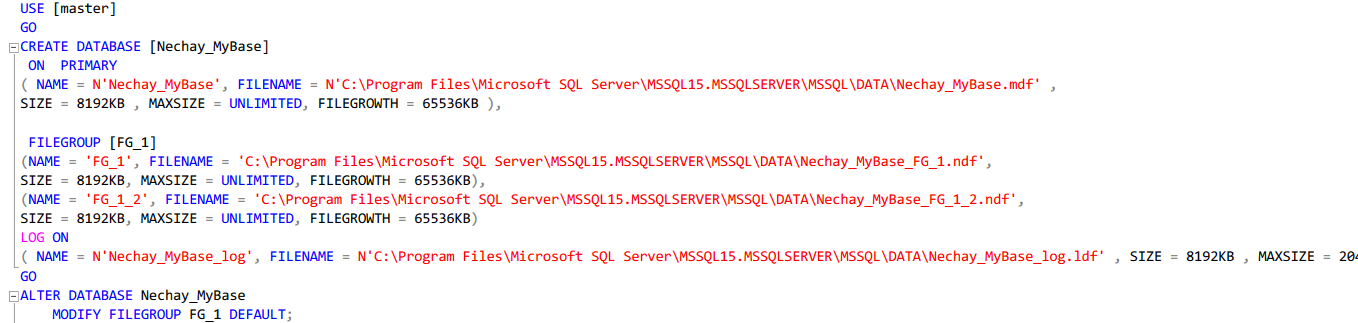 USE [master]
GO
CREATE DATABASE [Nechay_MyBase]
ON  PRIMARY
( NAME = N'Nechay_MyBase', FILENAME = N'C:\Program Files\Microsoft SQL Server\MSSQL15.MSSQLSERVER\MSSQL\DATA\Nechay_MyBase.mdf' ,
SIZE = 8192KB , MAXSIZE = UNLIMITED, FILEGROWTH = 65536KB ),
FILEGROUP [FG_1]
(NAME = 'FG_1', FILENAME = 'C:\Program Files\Microsoft SQL Server\MSSQL15.MSSQLSERVER\MSSQL\DATA\Nechay_MyBase_FG_1.ndf',
SIZE = 8192KB, MAXSIZE = UNLIMITED, FILEGROWTH = 65536KB),
(NAME = 'FG_1_2', FILENAME = 'C:\Program Files\Microsoft SQL Server\MSSQL15.MSSQLSERVER\MSSQL\DATA\Nechay_MyBase_FG_1_2.ndf',
SIZE = 8192KB, MAXSIZE = UNLIMITED, FILEGROWTH = 65536KB)
LOG ON
( NAME = N'Nechay_MyBase_log', FILENAME = N'C:\Program Files\Microsoft SQL Server\MSSQL15.MSSQLSERVER\MSSQL\DATA\Nechay_MyBase_log.ldf' , SIZE = 8192KB , MAXSIZE =
GO
ALTER DATABASE Nechay_MyBase
MODIFY FILEGROUP FG_1 DEFAULT;